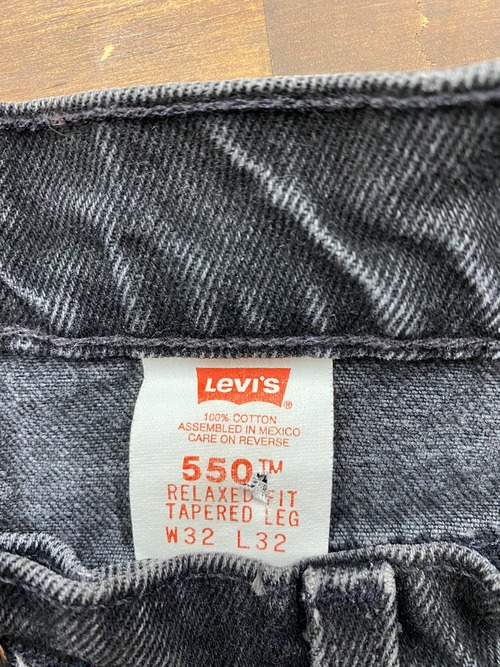 Levi's ®
100% COTTON
ASSEMBLED IN MEXICO
CARE ON REVERSE
550™
RELAXED FIT
TAPERED LEG
W32 L32